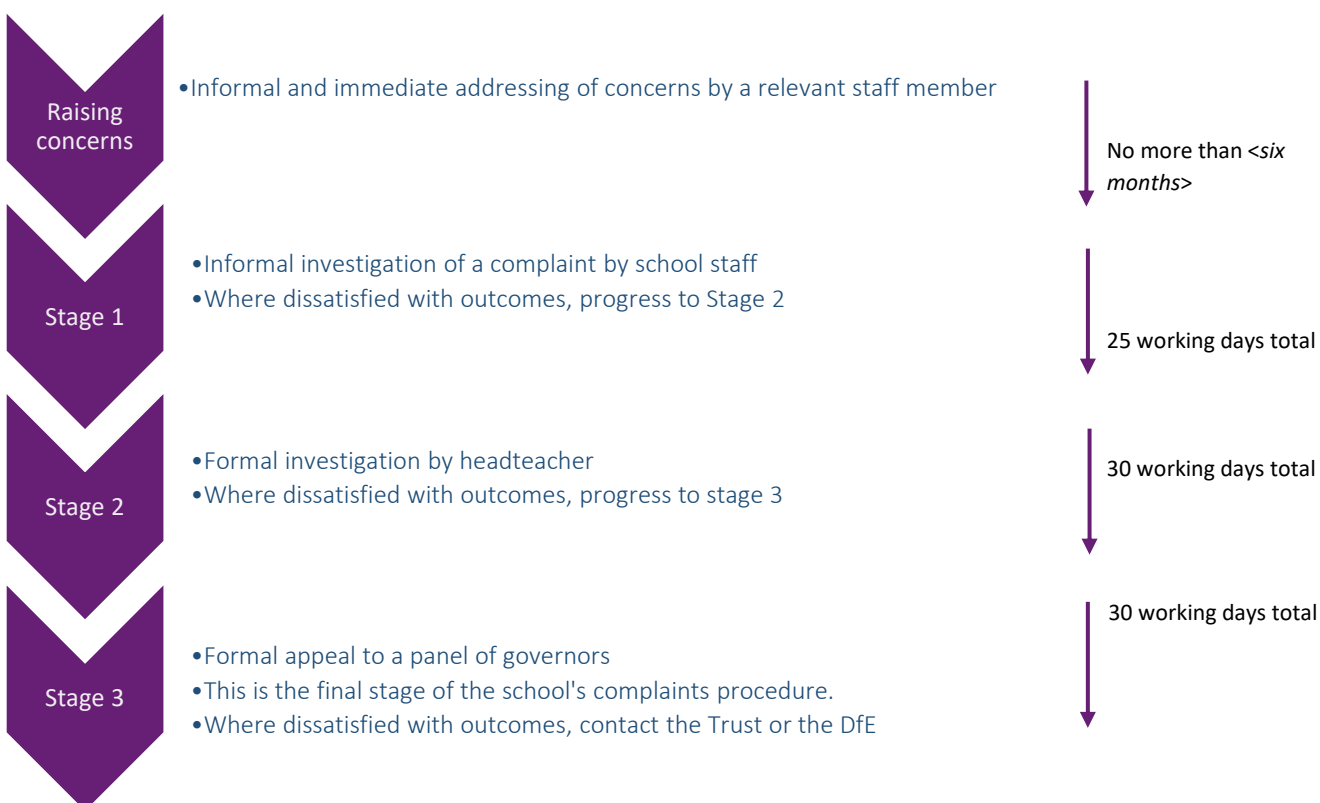 Raising
concerns
•Informal and immediate addressing of concerns by a relevant staff member
No more than <six
months>
Stage 1
•Informal investigation of a complaint by school staff
•Where dissatisfied with outcomes, progress to Stage 2
25 working days total
Stage 2
•Formal investigation by headteacher
•Where dissatisfied with outcomes, progress to stage 3
30 working days total
Stage 3
•Formal appeal to a panel of governors
•This is the final stage of the school's complaints procedure.
•Where dissatisfied with outcomes, contact the Trust or the DfE
30 working days total